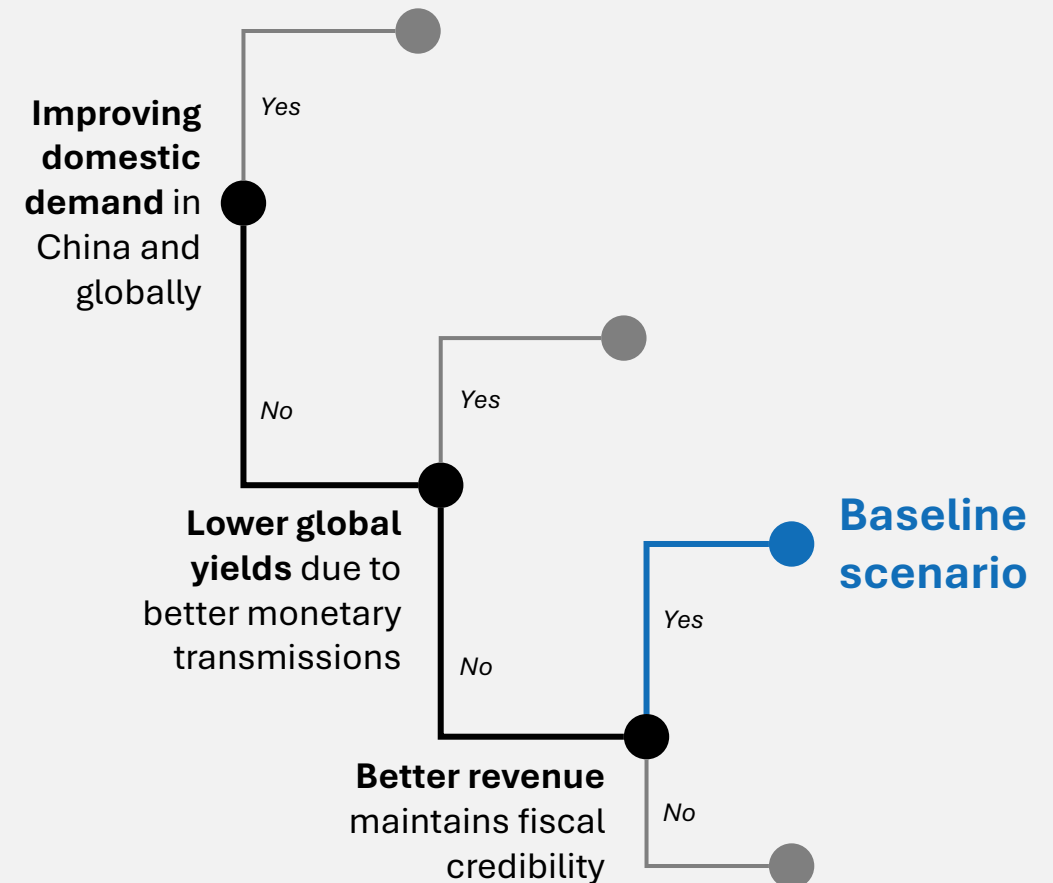 Yes
Improving
domestic
demand in
China and
globally
No
Yes
Lower global
yields due to
better monetary
transmissions
No
Baseline
scenario
Yes
Better revenue
maintains fiscal
credibility
No